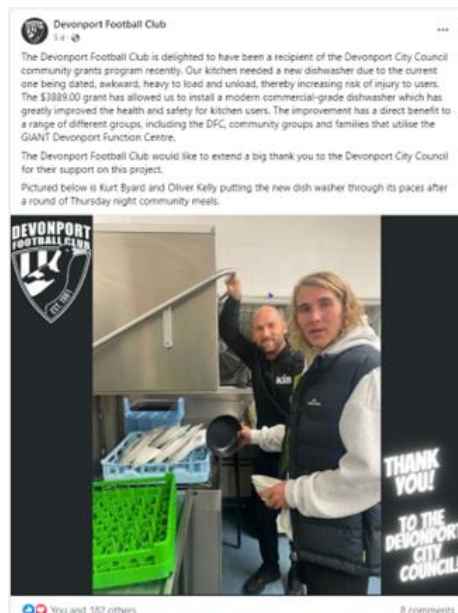 Devonport Football Club
5 d ·
The Devonport Football Club is delighted to have been a recipient of the Devonport City Council
community grants program recently. Our kitchen needed a new dishwasher due to the current
one being dated, awkward, heavy to load and unload, thereby increasing risk of injury to users.
The $3889.00 grant has allowed us to install a modern commercial-grade dishwasher which has
greatly improved the health and safety for kitchen users. The improvement has a direct benefit to
a range of different groups, including the DFC, community groups and families that utilise the
GIANT Devonport Function Centre.
The Devonport Football Club would like to extend a big thank you to the Devonport City Council
for their support on this project.
Pictured below is Kurt Byard and Oliver Kelly putting the new dish washer through its paces after
a round of Thursday night community meals.
DEVONPORT
FOOTBALL CLUB
EST. 1881
THANK
YOU!
TO THE
DEVONPORT
CITY
COUNCIL!
You and 182 others
8 comments